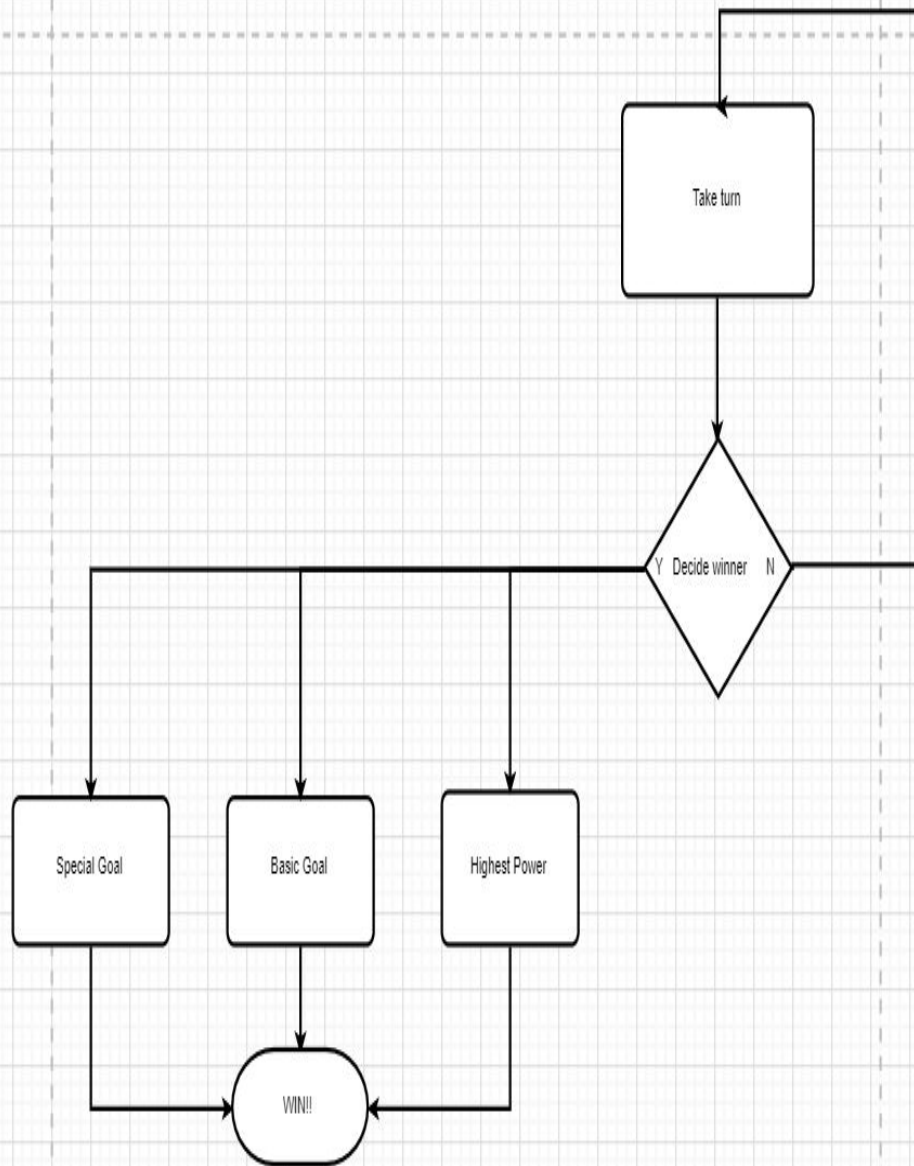 Take turn
Y Decide winner N
Special Goal
Basic Goal
Highest Power
WIN!!